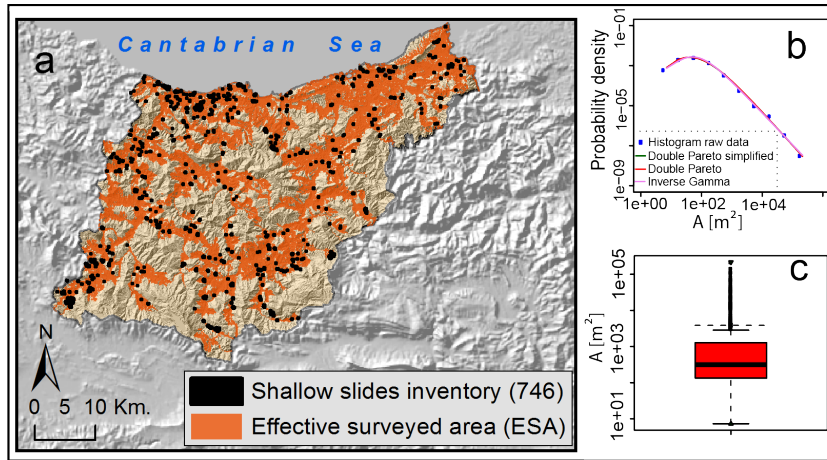 Cantabrian Sea
a
N
0 5 10 Km.
Shallow slides inventory (746)
Effective surveyed area (ESA)
b
Probability density
1e-01
1e-05
1e-09
Histogram raw data
Double Pareto simplified
Double Pareto
Inverse Gamma
1e+00 1e+02 1e+04
A [m²]
c
A [m²]
1e+05
1e+03
1e+01